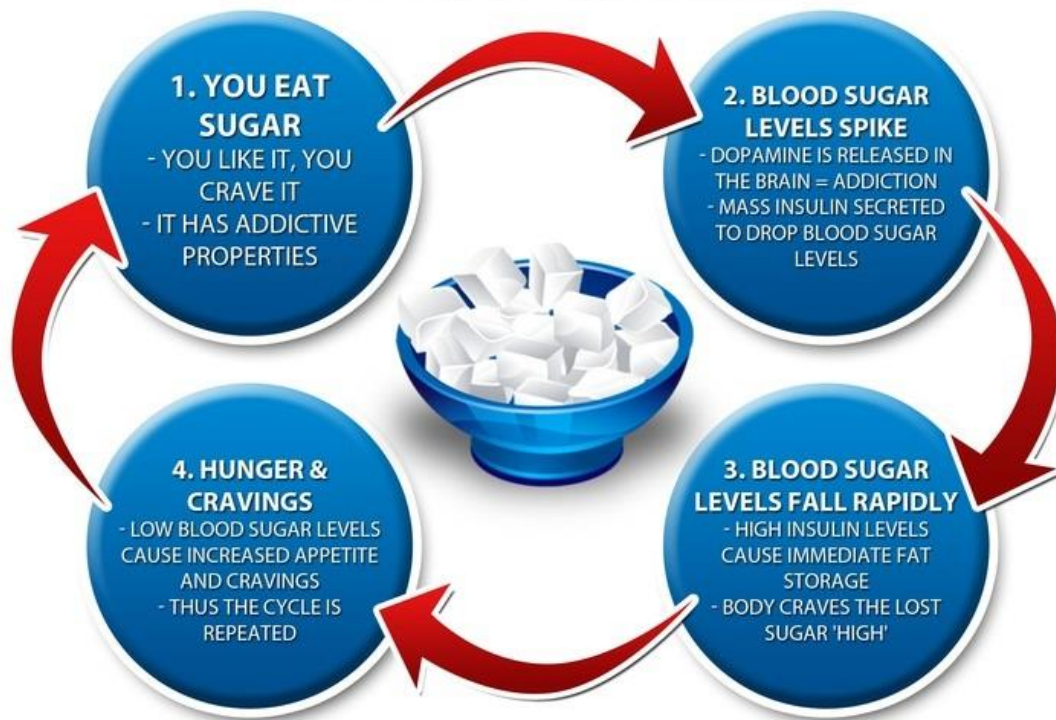 1. YOU EAT
SUGAR
- YOU LIKE IT, YOU
CRAVE IT
- IT HAS ADDICTIVE
PROPERTIES
2. BLOOD SUGAR
LEVELS SPIKE
- DOPAMINE IS RELEASED IN
THE BRAIN = ADDICTION
- MASS INSULIN SECRETED
TO DROP BLOOD SUGAR
LEVELS
3. BLOOD SUGAR
LEVELS FALL RAPIDLY
- HIGH INSULIN LEVELS
CAUSE IMMEDIATE FAT
STORAGE
- BODY CRAVES THE LOST
SUGAR 'HIGH'
4. HUNGER &
CRAVINGS
- LOW BLOOD SUGAR LEVELS
CAUSE INCREASED APPETITE
AND CRAVINGS
- THUS THE CYCLE IS
REPEATED